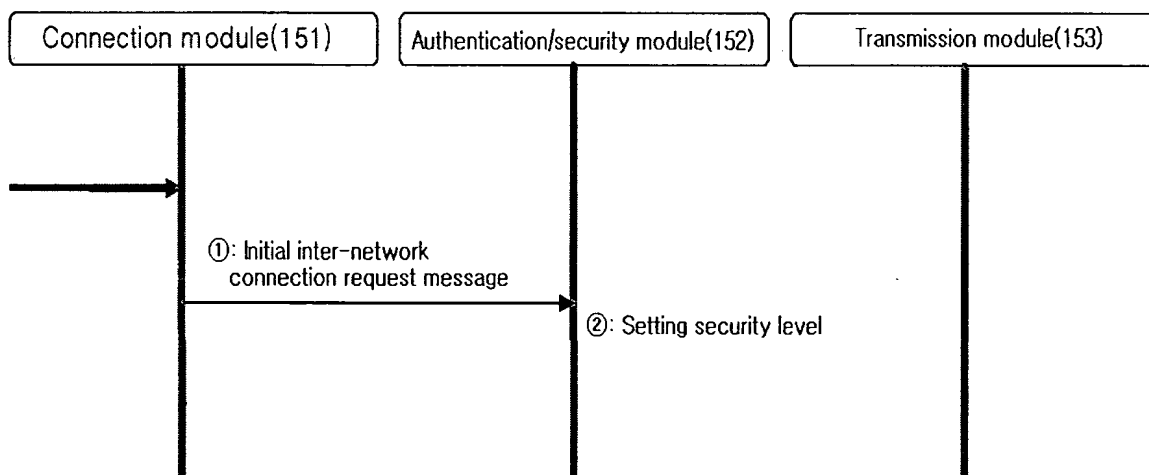 Connection module(151)
Authentication/security module(152)
Transmission module(153)
①: Initial inter-network
connection request message
②: Setting security level